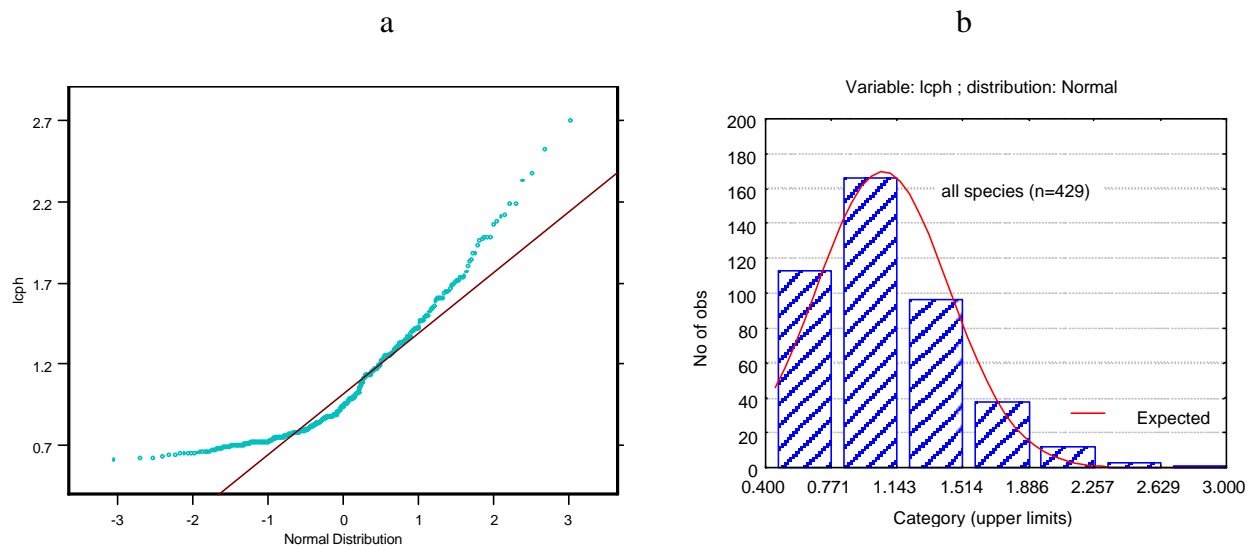 a
lcph
2.7
2.2
1.7
1.2
0.7
-3 -2 -1 0 1 2 3
Normal Distribution
b
Variable: lcph ; distribution: Normal
No of obs
200
180
160
140
120
100
80
60
40
20
0
all species (n=429)
Expected
0.400 0.771 1.143 1.514 1.886 2.257 2.629 3.000
Category (upper limits)